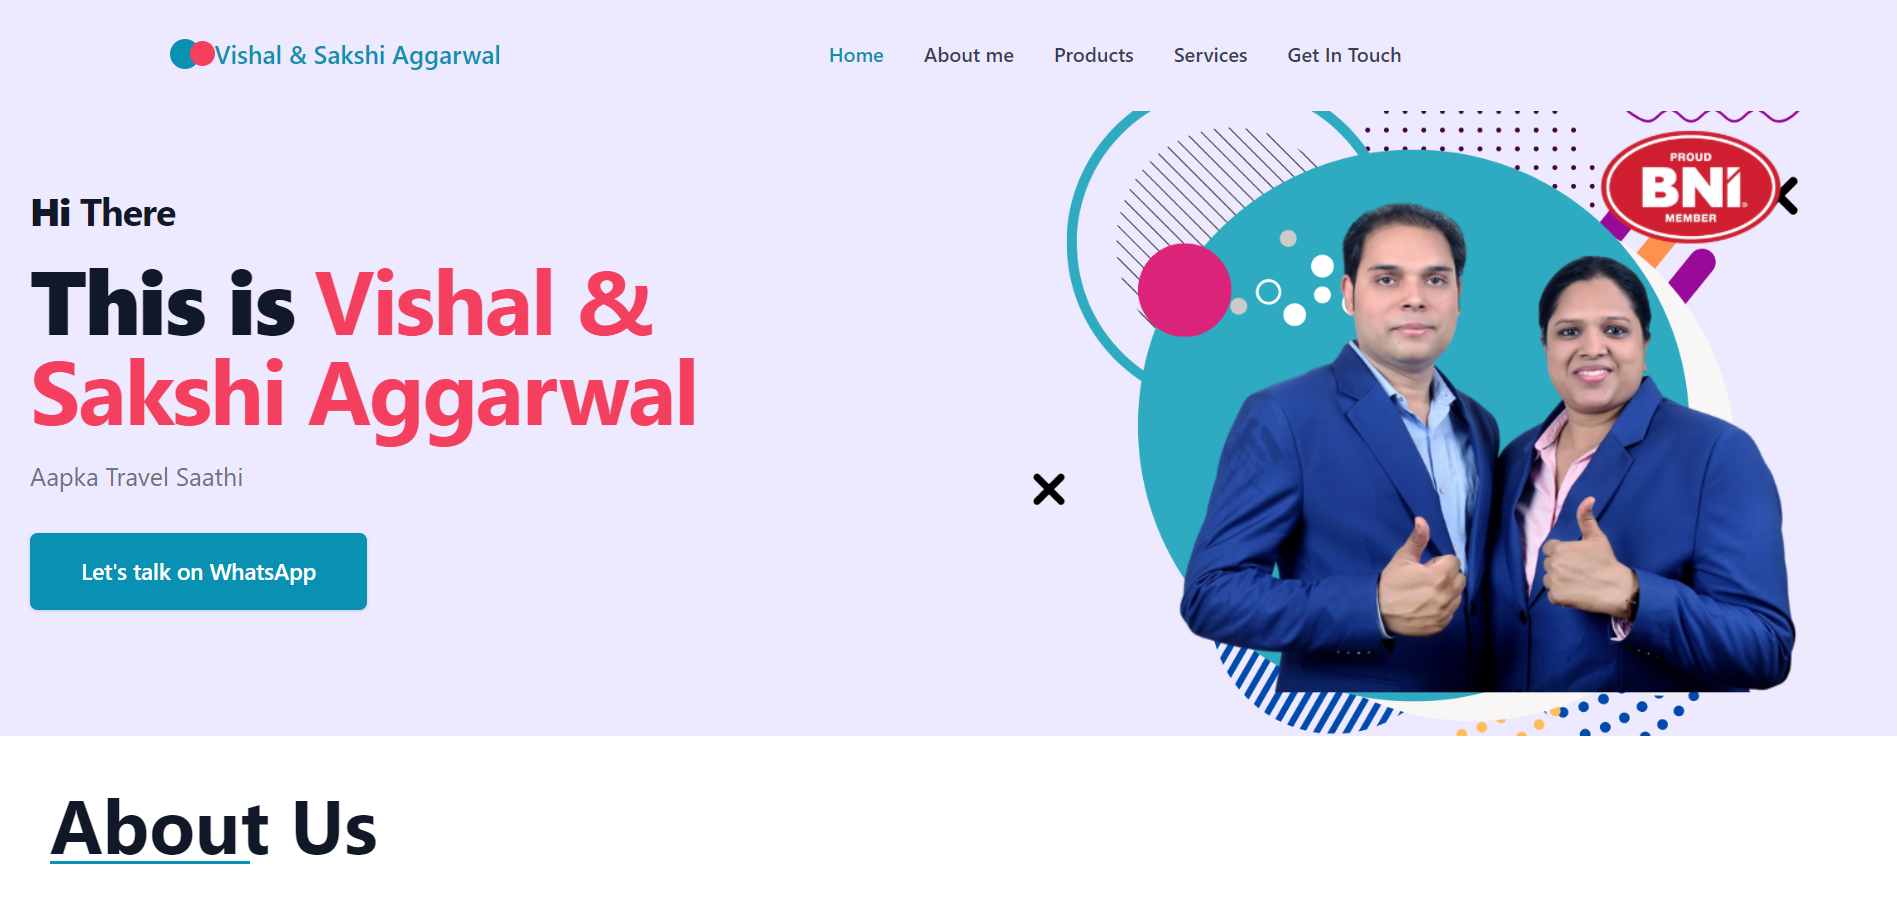 Vishal & Sakshi Aggarwal
Home
About me
Products
Services
Get In Touch
PROUD
BNI
MEMBER
Hi There
This is Vishal &
Sakshi Aggarwal
Aapka Travel Saathi
Let's talk on WhatsApp
About Us